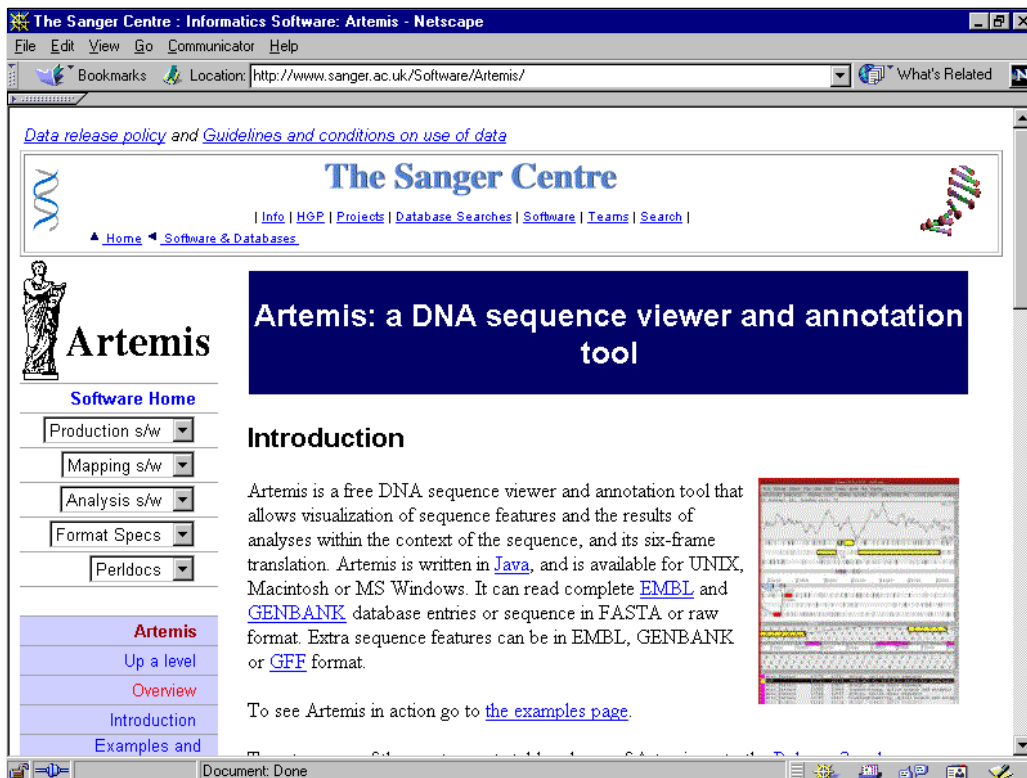 The Sanger Centre : Informatics Software: Artemis - Netscape
File Edit View Go Communicator Help
Bookmarks Location: http://www.sanger.ac.uk/Software/Artemis/ What's Related
Data release policy and Guidelines and conditions on use of data
The Sanger Centre
| Info | HGP | Projects | Database Searches | Software | Teams | Search |
Home Software & Databases
Artemis
Software Home
Production s/w
Mapping s/w
Analysis s/w
Format Specs
Perldocs
Artemis
Up a level
Overview
Introduction
Examples and
Artemis: a DNA sequence viewer and annotation
tool
Introduction
Artemis is a free DNA sequence viewer and annotation tool that
allows visualization of sequence features and the results of
analyses within the context of the sequence, and its six-frame
translation. Artemis is written in Java, and is available for UNIX,
Macintosh or MS Windows. It can read complete EMBL and
GENBANK database entries or sequence in FASTA or raw
format. Extra sequence features can be in EMBL, GENBANK
or GFF format.
To see Artemis in action go to the examples page.
Document: Done